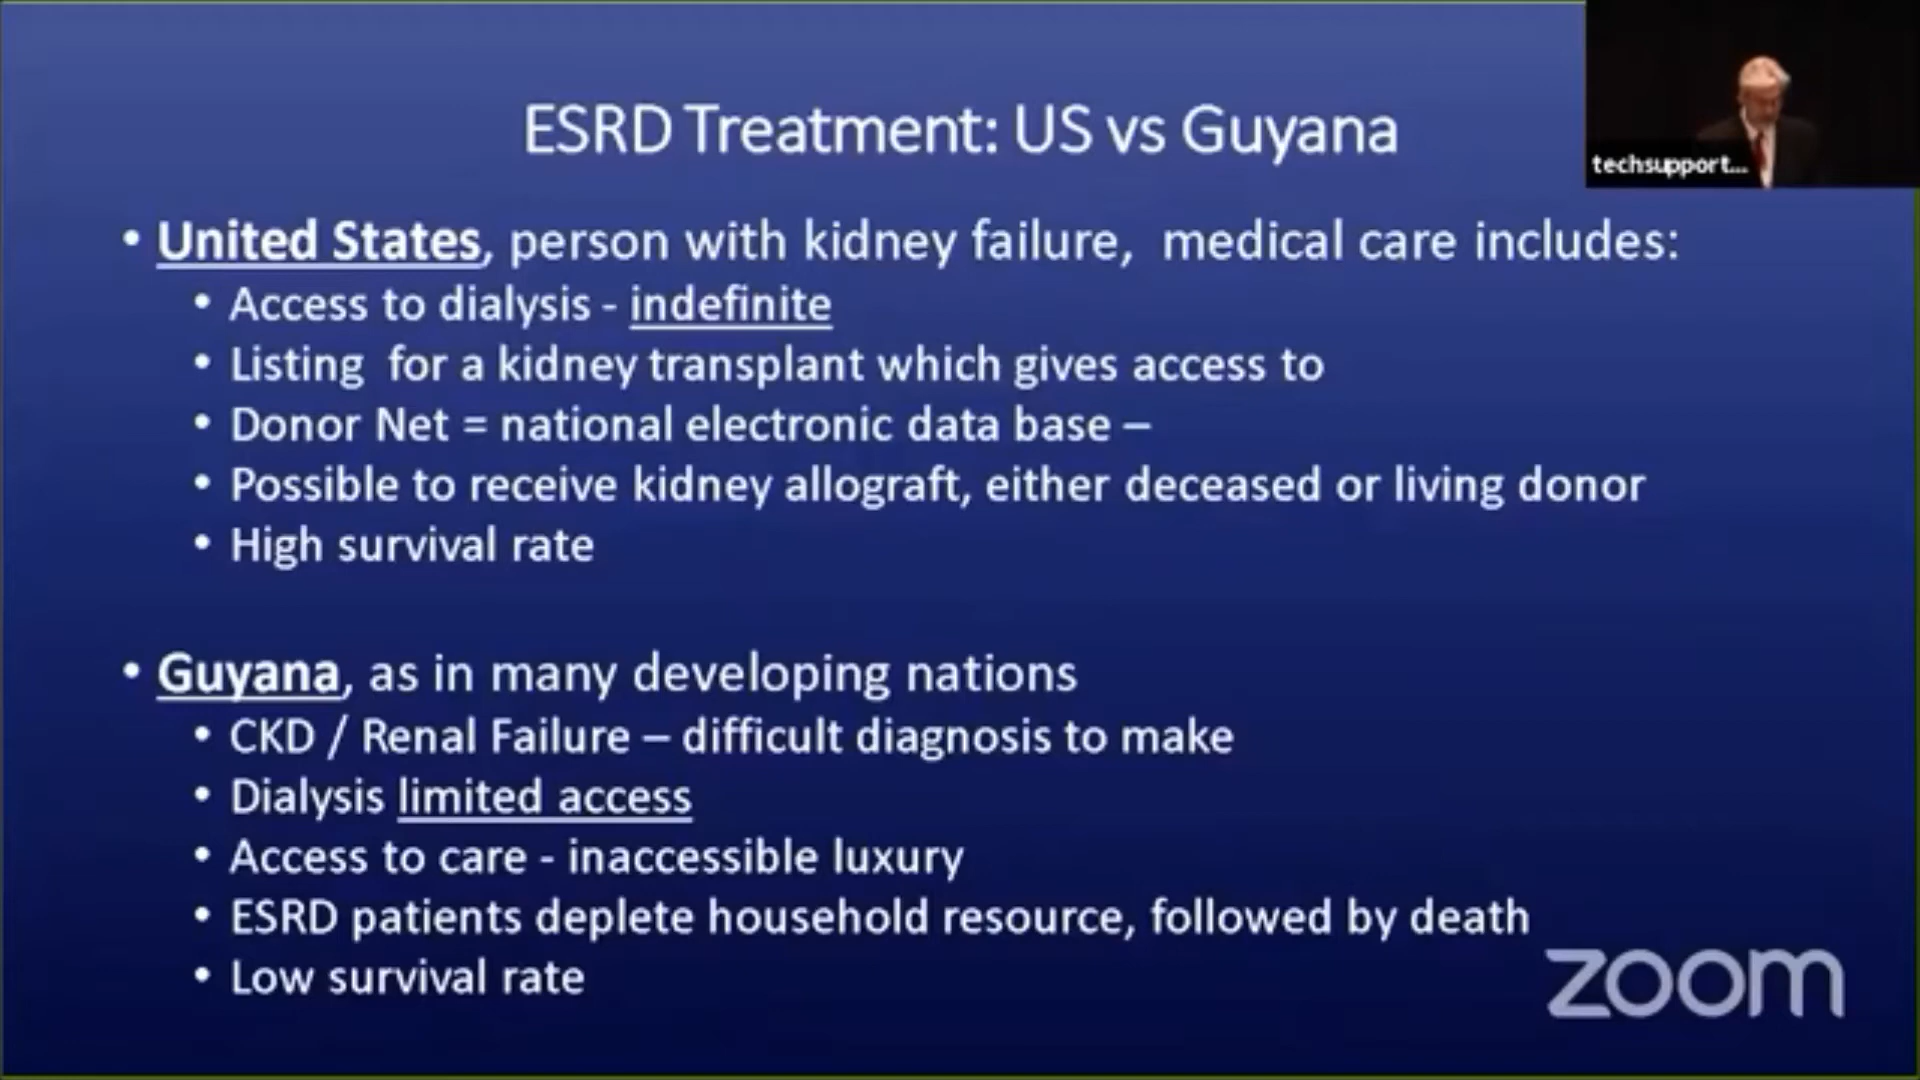 ESRD Treatment: US vs Guyana
techsupport...
• United States, person with kidney failure,  medical care includes:
• Access to dialysis - indefinite
• Listing  for a kidney transplant which gives access to
• Donor Net = national electronic data base –
• Possible to receive kidney allograft, either deceased or living donor
• High survival rate
• Guyana, as in many developing nations
• CKD / Renal Failure – difficult diagnosis to make
• Dialysis limited access
• Access to care - inaccessible luxury
• ESRD patients deplete household resource, followed by death
• Low survival rate
zoom